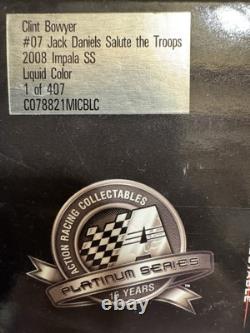 Clint Bowyer
#07 Jack Daniels Salute the Troops
2008 Impala SS
Liquid Color
1 of 407
C078821MICBLC
ACTION RACING COLLECTABLES
PLATINUM SERIES
15 YEARS